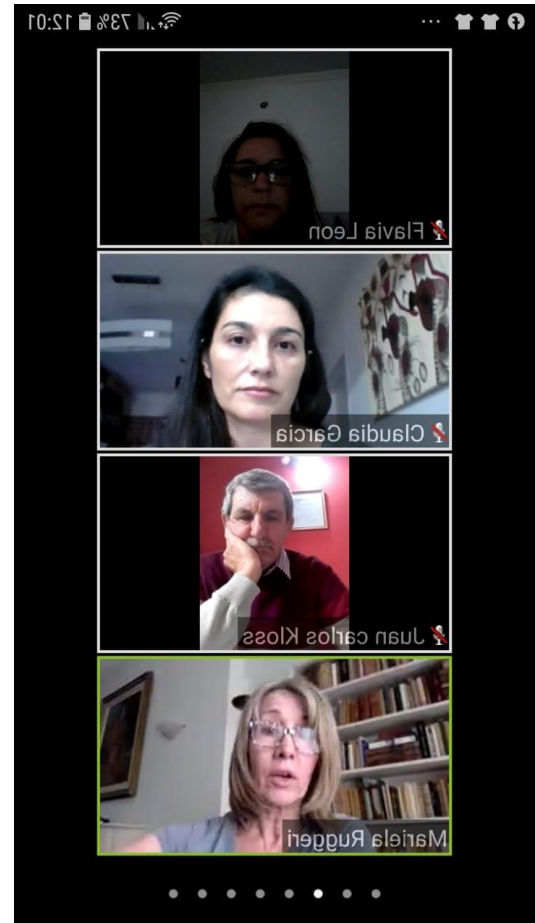 12:01 73%
Flavia Leon
Claudia Garcia
Juan carlos Kloss
Mariela Ruggeri